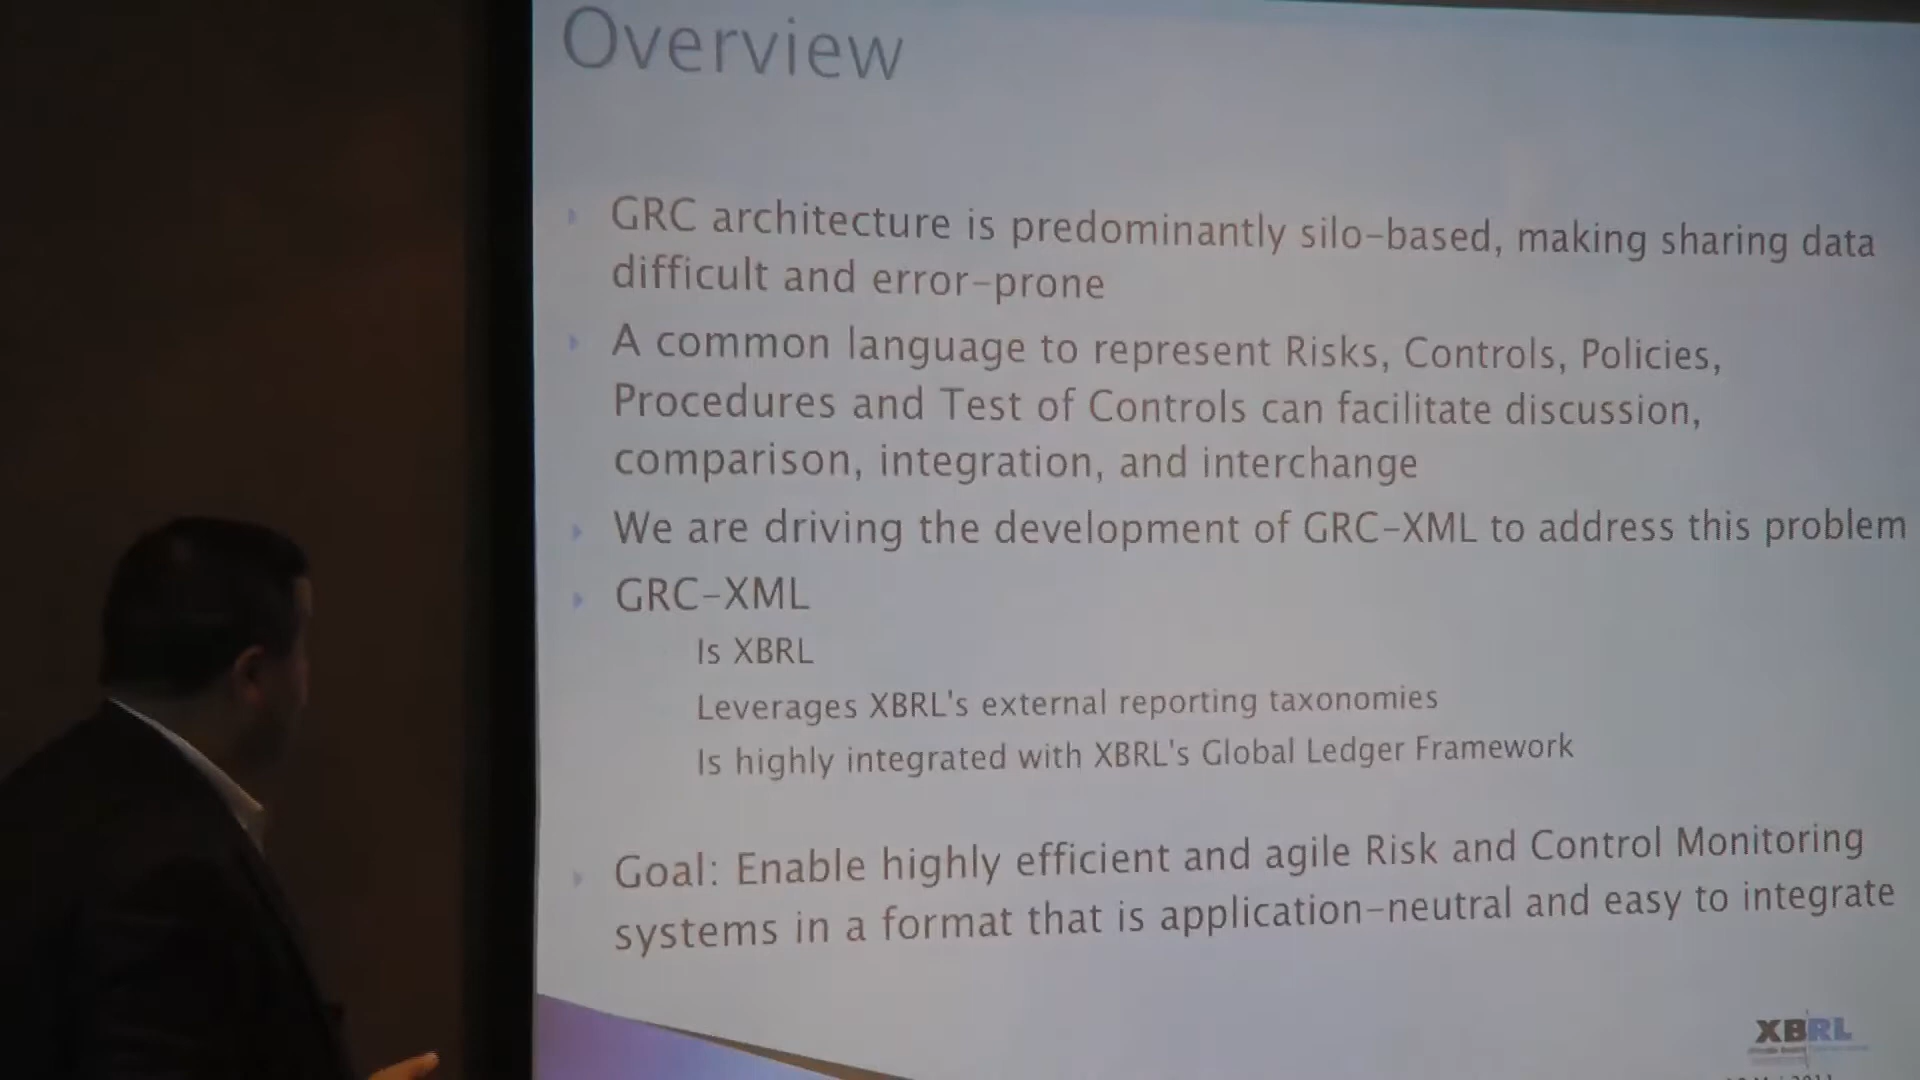 Overview
GRC architecture is predominantly silo-based, making sharing data
difficult and error-prone
A common language to represent Risks, Controls, Policies,
Procedures and Test of Controls can facilitate discussion,
comparison, integration, and interchange
We are driving the development of GRC-XML to address this problem
GRC-XML
Is XBRL
Leverages XBRL's external reporting taxonomies
Is highly integrated with XBRL's Global Ledger Framework
Goal: Enable highly efficient and agile Risk and Control Monitoring
systems in a format that is application-neutral and easy to integrate
XBRL